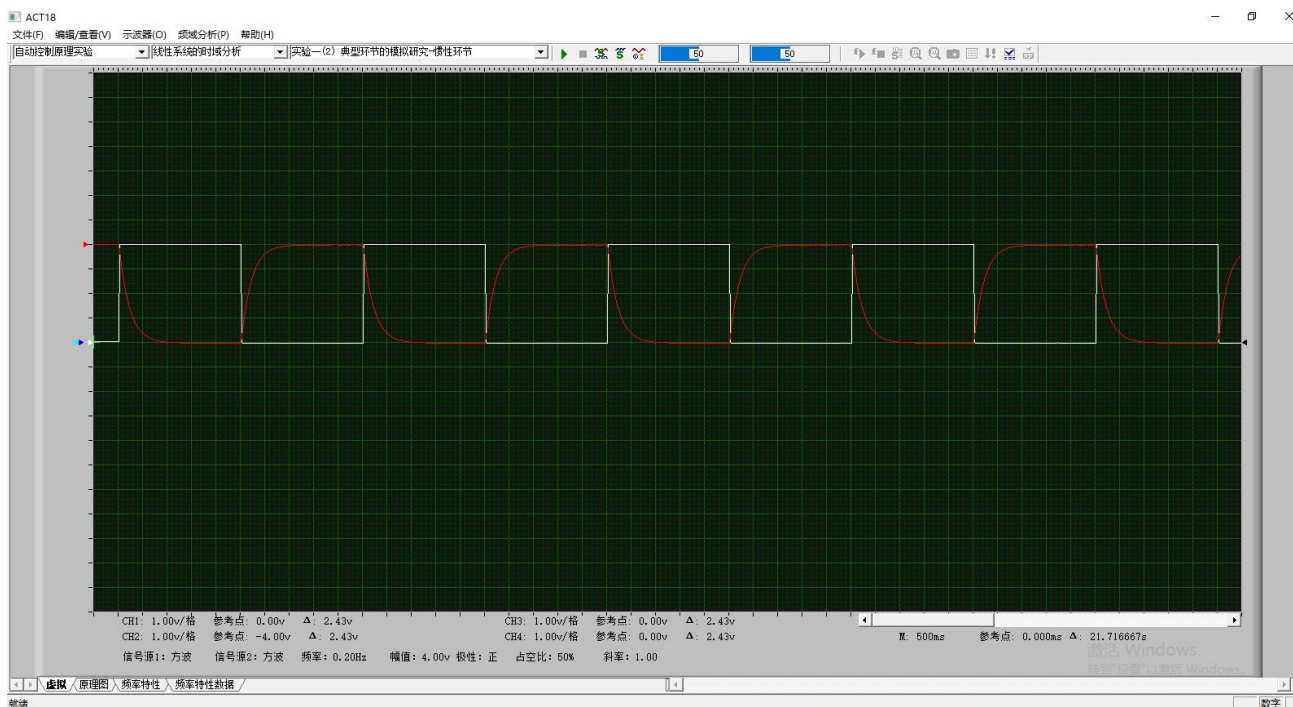 ACT18
文件(F) 编辑/查看(V) 示波器(O) 频域分析(P) 帮助(H)
自动控制原理实验 线性系统的时域分析 实验一(2) 典型环节的模拟研究-惯性环节 50 50
CH1: 1.00v/格 参考点: 0.00v Δ: 2.43v CH3: 1.00v/格 参考点: 0.00v Δ: 2.43v
CH2: 1.00v/格 参考点: -4.00v Δ: 2.43v CH4: 1.00v/格 参考点: 0.00v Δ: 2.43v M: 500ms 参考点: 0.000ms Δ: 21.716667s
信号源1: 方波 信号源2: 方波 频率: 0.20Hz 幅值: 4.00v 极性: 正 占空比: 50% 斜率: 1.00
激活 Windows
转到"设置"以激活 Windows。
虚拟 原理图 频率特性 频率特性数据
就绪 数字